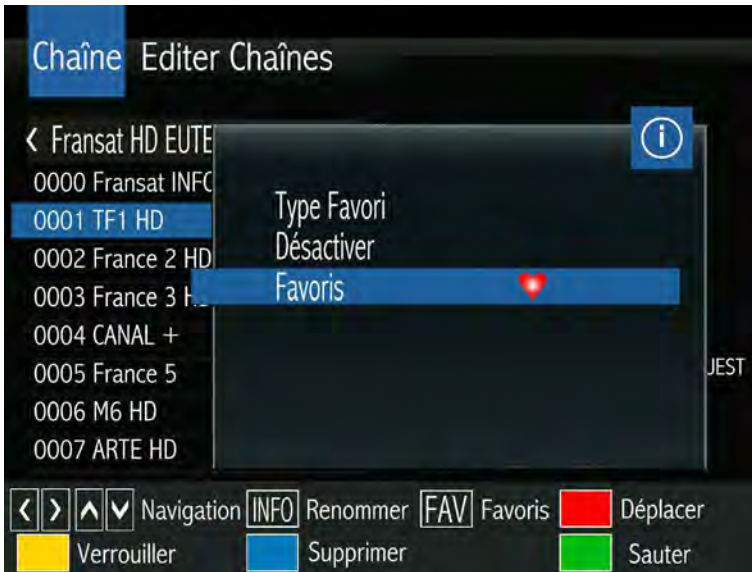 Chaîne Editer Chaînes
< Fransat HD EUTE
0000 Fransat INFO
0001 TF1 HD
0002 France 2 HD
0003 France 3
0004 CANAL +
0005 France 5
0006 M6 HD
0007 ARTE HD
i
Type Favori
Désactiver
Favoris
UEST
Navigation INFO Renommer FAV Favoris Déplacer
Verrouiller Supprimer Sauter